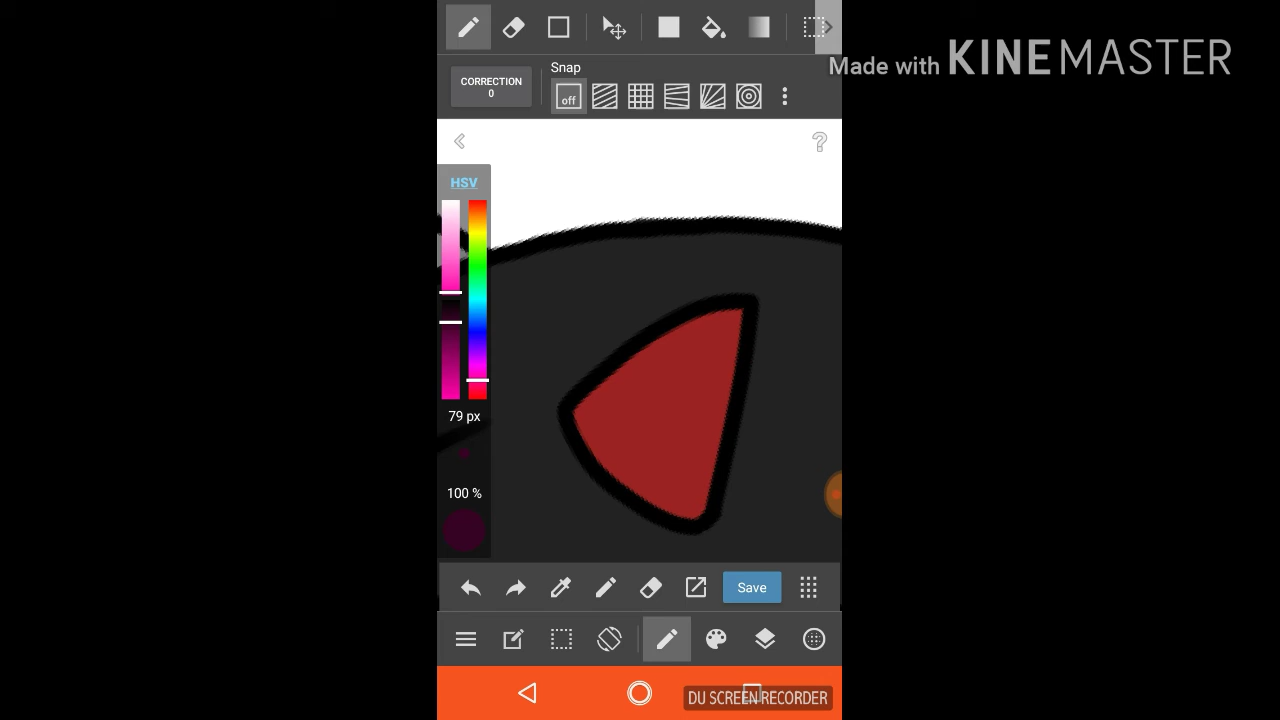 Made with KINEMASTER
Snap
CORRECTION
0
off
HSV
79 px
100 %
Save
DU SCREEN RECORDER